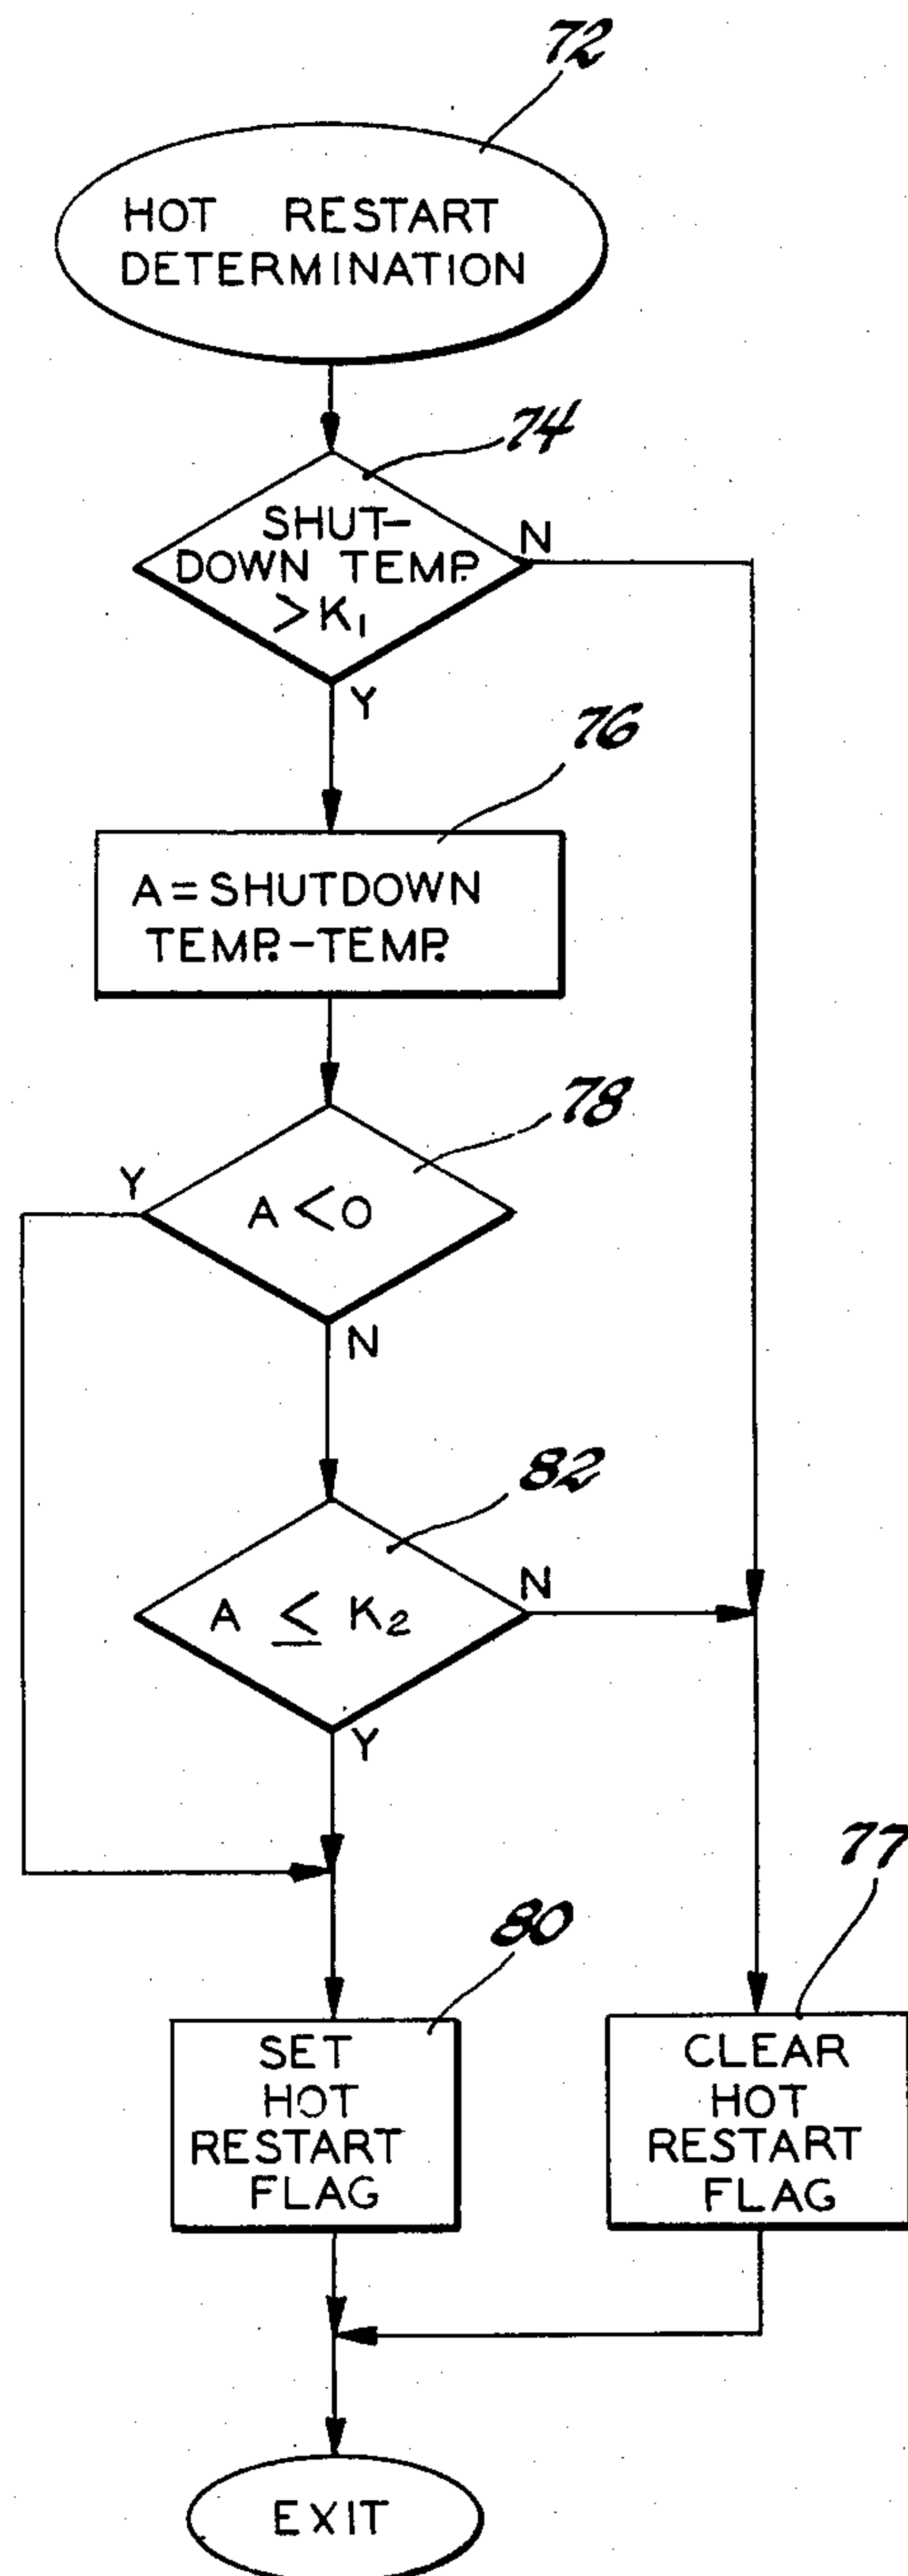 72
HOT RESTART
DETERMINATION
74
SHUT-
DOWN TEMP.
>K₁
N
Y
76
A=SHUTDOWN
TEMP.-TEMP.
78
Y
A<0
N
82
A ≤ K₂
N
Y
77
80
SET
HOT
RESTART
FLAG
CLEAR
HOT
RESTART
FLAG
EXIT